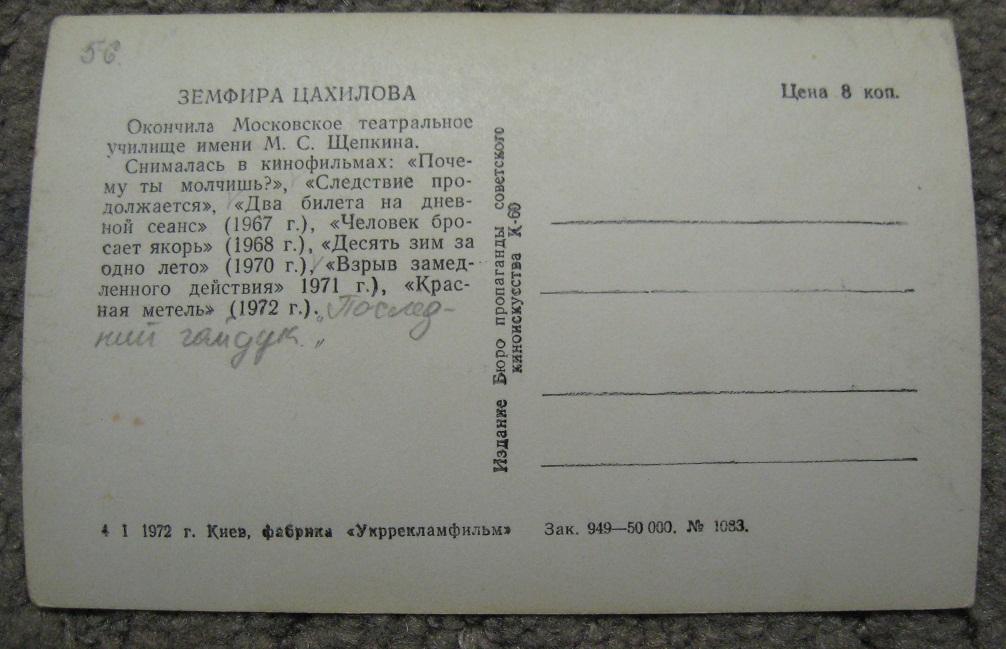 56.
ЗЕМФИРА ЦАХИЛОВА
Окончила Московское театральное
училище имени М. С. Щепкина.
Снималась в кинофильмах: «Поче-
му ты молчишь?», «Следствие про-
должается», «Два билета на днев-
ной сеанс» (1967 г.), «Человек бро-
сает якорь» (1968 г.), «Десять зим за
одно лето» (1970 г.), «Взрыв замед-
ленного действия» 1971 г.), «Крас-
ная метель» (1972 г.). „Послед-
ний гайдук."
4 I 1972 г. Киев, фабрика «Укррекламфильм»
Издание Бюро пропаганды советского
киноискусства К-60
Цена 8 коп.
Зак. 949—50 000. № 1083.